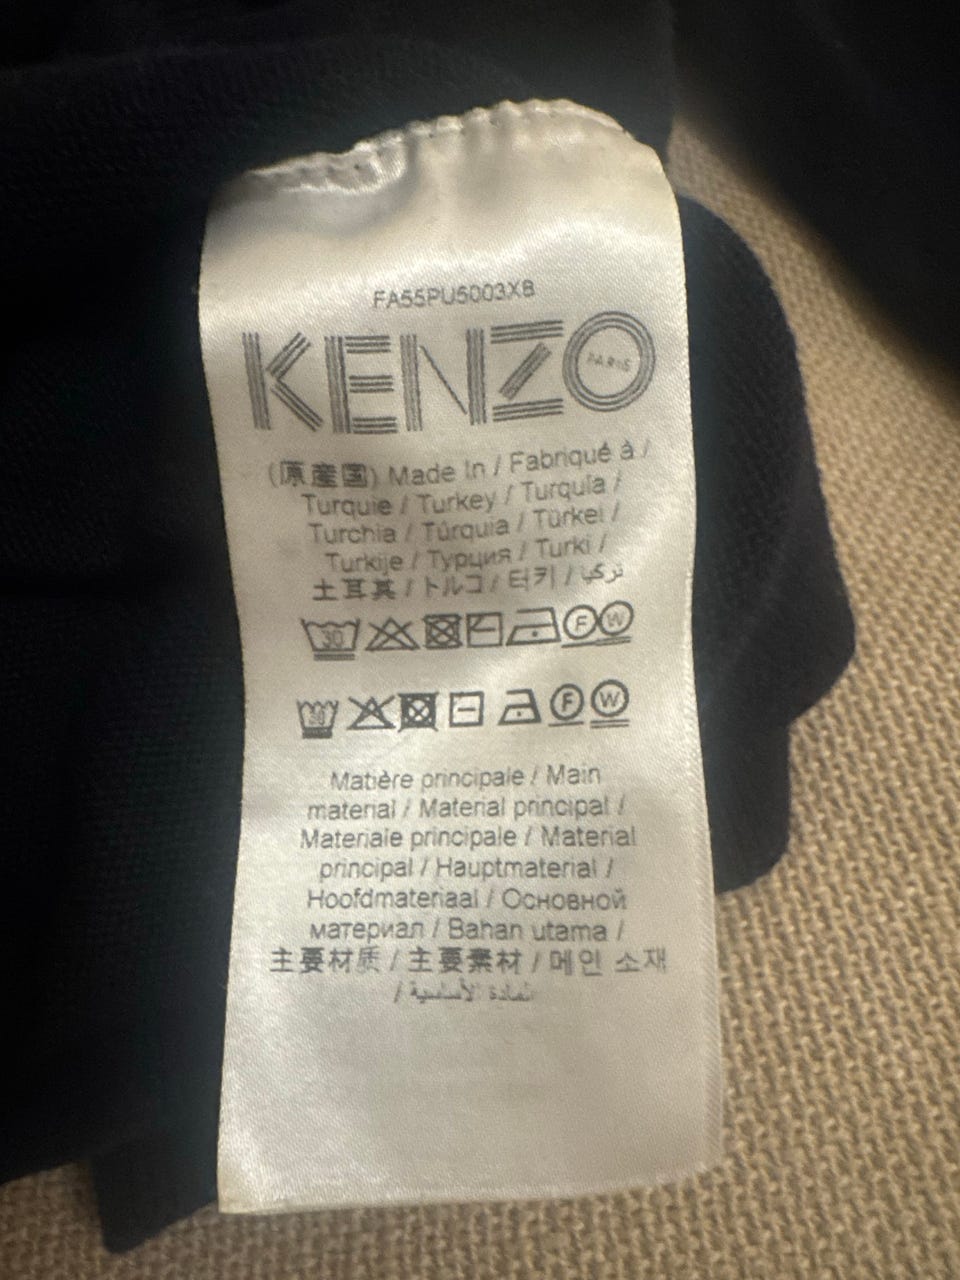 FA55PU5003XB
KENZO
PARIS
(原産国) Made In / Fabriqué à /
Turquie / Turkey / Turquía /
Turchia / Túrquia / Türkei /
Turkije / Турция / Turki /
土耳其 / トルコ / 터키 / تركيا
30 F W
30 F W
Matière principale / Main
material / Material principal /
Materiale principale / Material
principal / Hauptmaterial /
Hoofdmateriaal / Основной
материал / Bahan utama /
主要材质 / 主要素材 / 메인 소재
/ المادة الأساسية